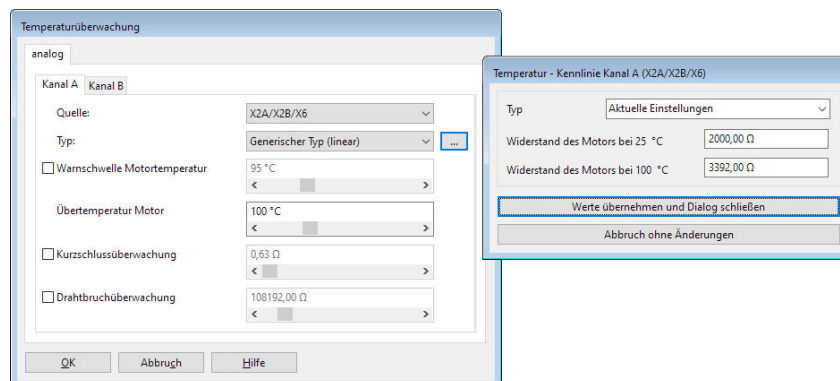 Temperaturüberwachung
analog
Kanal A Kanal B
Quelle: X2A/X2B/X6
Typ: Generischer Typ (linear) ...
Warnschwelle Motortemperatur 95 °C
Übertemperatur Motor 100 °C
Kurzschlussüberwachung 0,63 Ω
Drahtbruchüberwachung 108192,00 Ω
OK Abbruch Hilfe
Temperatur - Kennlinie Kanal A (X2A/X2B/X6)
Typ Aktuelle Einstellungen
Widerstand des Motors bei 25 °C 2000,00 Ω
Widerstand des Motors bei 100 °C 3392,00 Ω
Werte übernehmen und Dialog schließen
Abbruch ohne Änderungen